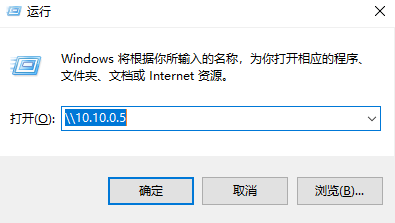 运行
Windows 将根据你所输入的名称，为你打开相应的程序、
文件夹、文档或 Internet 资源。
打开(O): \\10.10.0.5
确定 取消 浏览(B)...